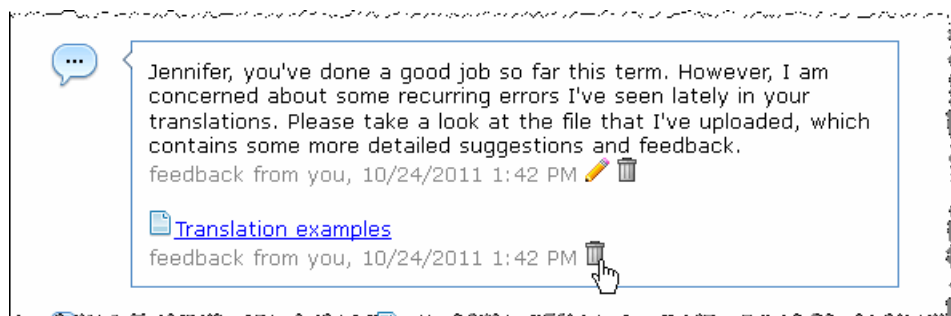 Jennifer, you've done a good job so far this term. However, I am
concerned about some recurring errors I've seen lately in your
translations. Please take a look at the file that I've uploaded, which
contains some more detailed suggestions and feedback.
feedback from you, 10/24/2011 1:42 PM
Translation examples
feedback from you, 10/24/2011 1:42 PM